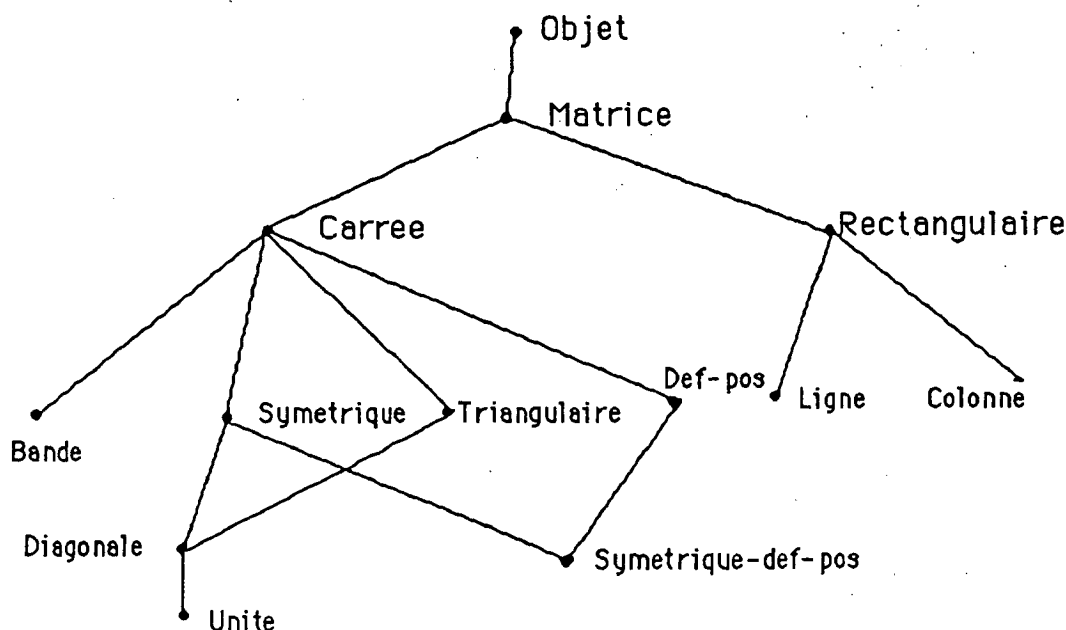 Objet
Matrice
Carree
Rectangulaire
Def-pos
Symetrique
Triangulaire
Ligne
Colonne
Bande
Diagonale
Symetrique-def-pos
Unite